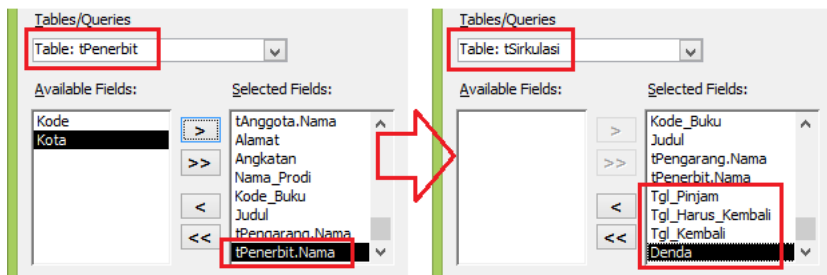 Tables/Queries
Table: tPenerbit
Available Fields:
Selected Fields:
Kode
Kota
>
>>
<
<<
tAnggota.Nama
Alamat
Angkatan
Nama_Prodi
Kode_Buku
Judul
tPengarang.Nama
tPenerbit.Nama
Tables/Queries
Table: tSirkulasi
Available Fields:
Selected Fields:
>
>>
<
<<
Kode_Buku
Judul
tPengarang.Nama
tPenerbit.Nama
Tgl_Pinjam
Tgl_Harus_Kembali
Tgl_Kembali
Denda